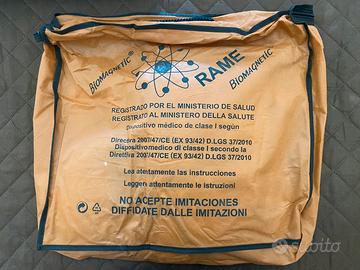 BIOMAGNETIC®
RAME
BIOMAGNETIC®
REGISTRADO POR EL MINISTERIO DE SALUD
REGISTRATO AL MINISTERO DELLA SALUTE
Dispositivo médico de clase I según
Directiva 2007/47/CE (EX 93/42) D.LGS 37/2010
Dispositivomedico di classe I secondo la
Direttiva 2007/47/CE (EX 93/42) D.LGS 37/2010
Lea atentamente las instrucciones
Leggere attentamente le istruzioni
NO ACEPTE IMITACIONES
DIFFIDATE DALLE IMITAZIONI
subito